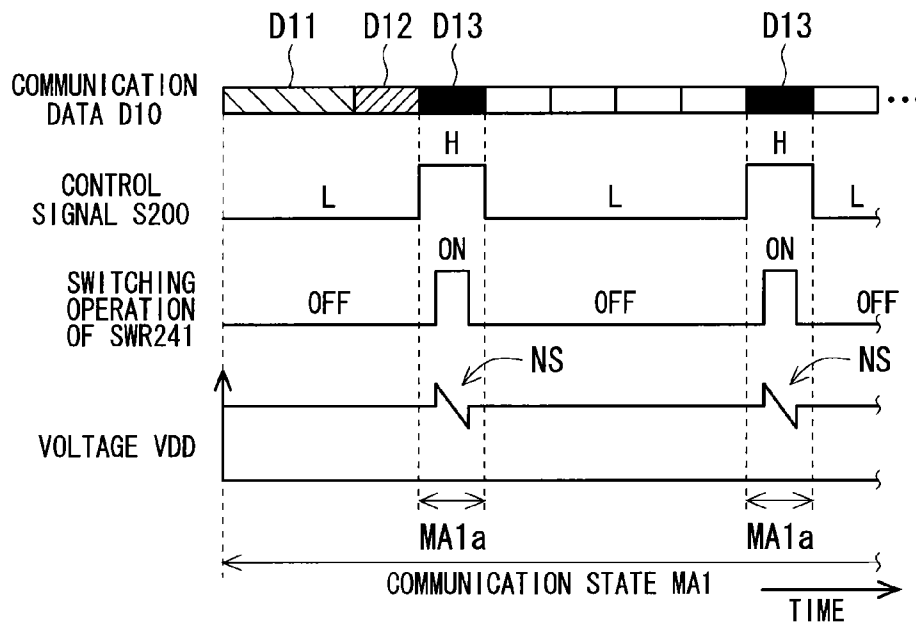 D11 D12 D13 D13
COMMUNICATION
DATA D10
...
H H
CONTROL
SIGNAL S200
L L L
ON ON
SWITCHING
OPERATION
OF SWR241
OFF OFF OFF
NS NS
VOLTAGE VDD
MA1a MA1a
COMMUNICATION STATE MA1
TIME